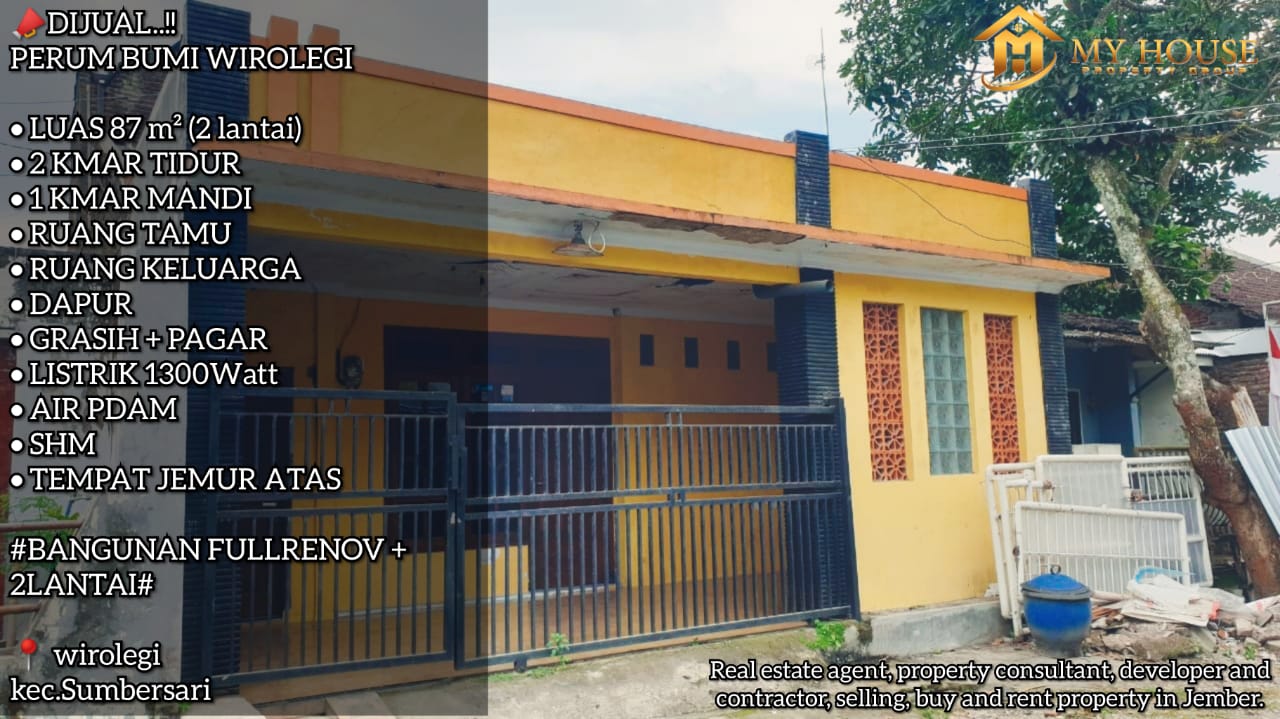 📣DIJUAL..!!
PERUM BUMI WIROLEGI
• LUAS 87 m² (2 lantai)
• 2 KMAR TIDUR
• 1 KMAR MANDI
• RUANG TAMU
• RUANG KELUARGA
• DAPUR
• GRASIH + PAGAR
• LISTRIK 1300Watt
• AIR PDAM
• SHM
• TEMPAT JEMUR ATAS
#BANGUNAN FULLRENOV +
2LANTAI#
📍 wirolegi
kec.Sumbersari
MY HOUSE
PROPERTY GROUP
Real estate agent, property consultant, developer and
contractor, selling, buy and rent property in Jember.